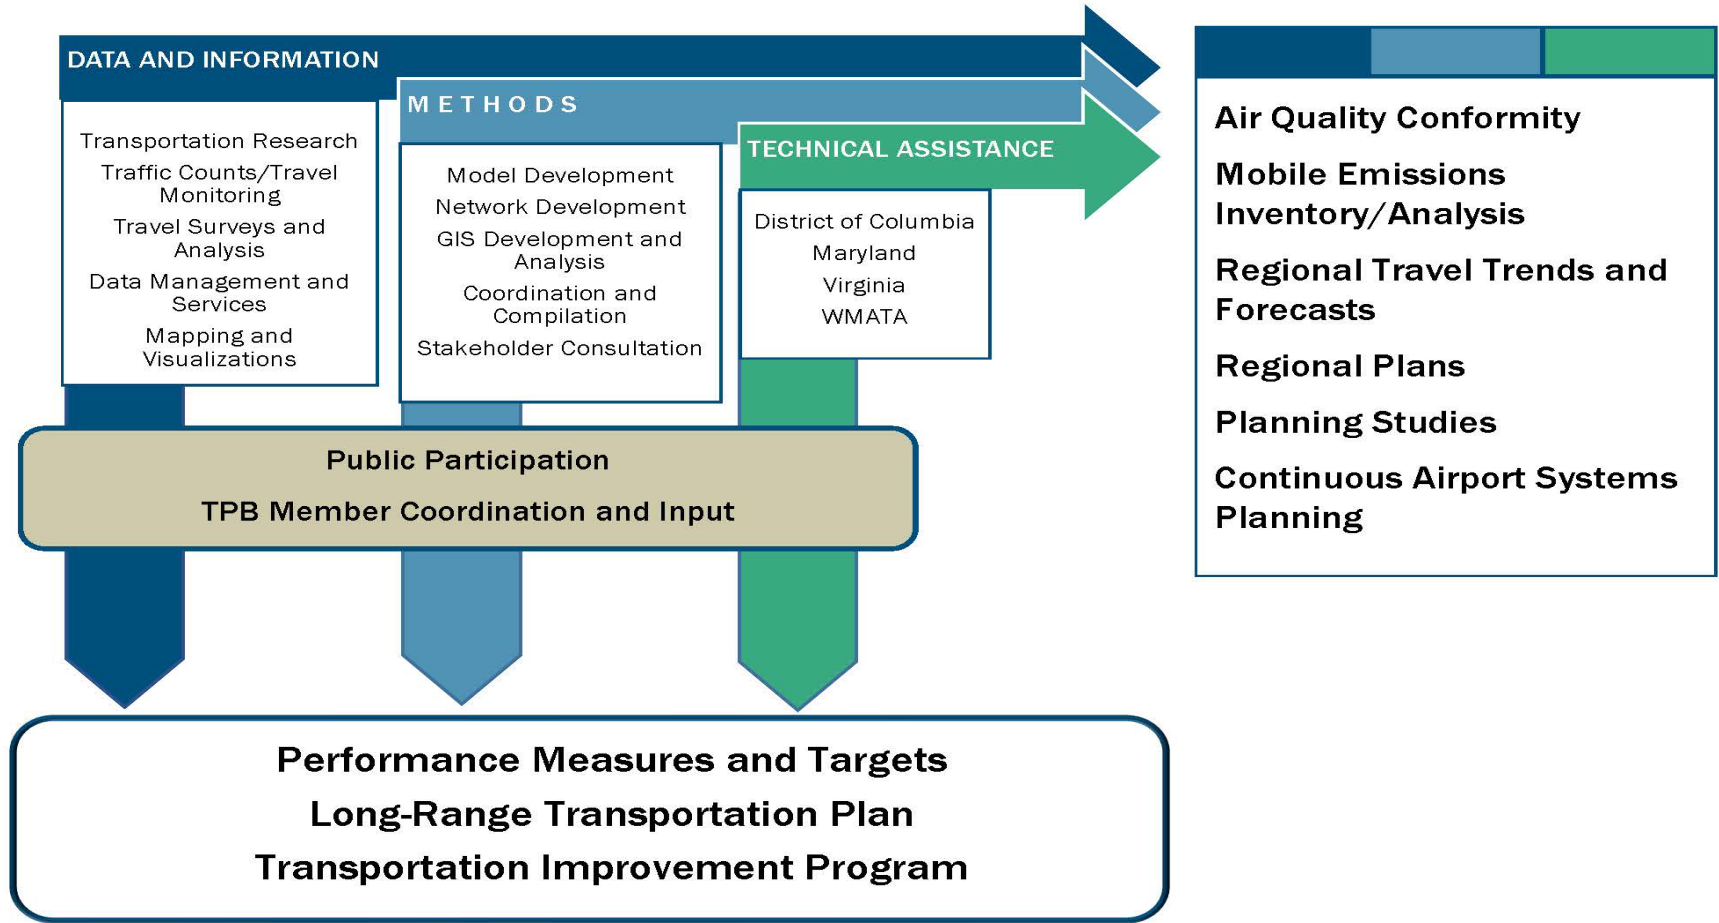 DATA AND INFORMATION
Transportation Research
Traffic Counts/Travel
Monitoring
Travel Surveys and
Analysis
Data Management and
Services
Mapping and
Visualizations
METHODS
Model Development
Network Development
GIS Development and
Analysis
Coordination and
Compilation
Stakeholder Consultation
TECHNICAL ASSISTANCE
District of Columbia
Maryland
Virginia
WMATA
Public Participation
TPB Member Coordination and Input
Performance Measures and Targets
Long-Range Transportation Plan
Transportation Improvement Program
Air Quality Conformity
Mobile Emissions
Inventory/Analysis
Regional Travel Trends and
Forecasts
Regional Plans
Planning Studies
Continuous Airport Systems
Planning